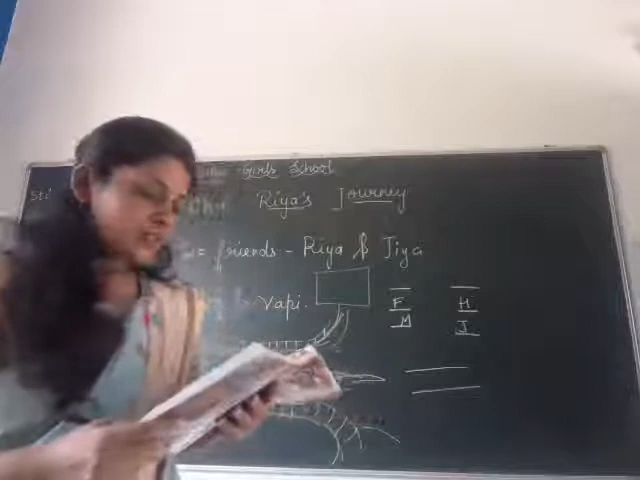 Girls School
Riya's Journey
= friends - Riya & Jiya
Vapi.
F H
M J